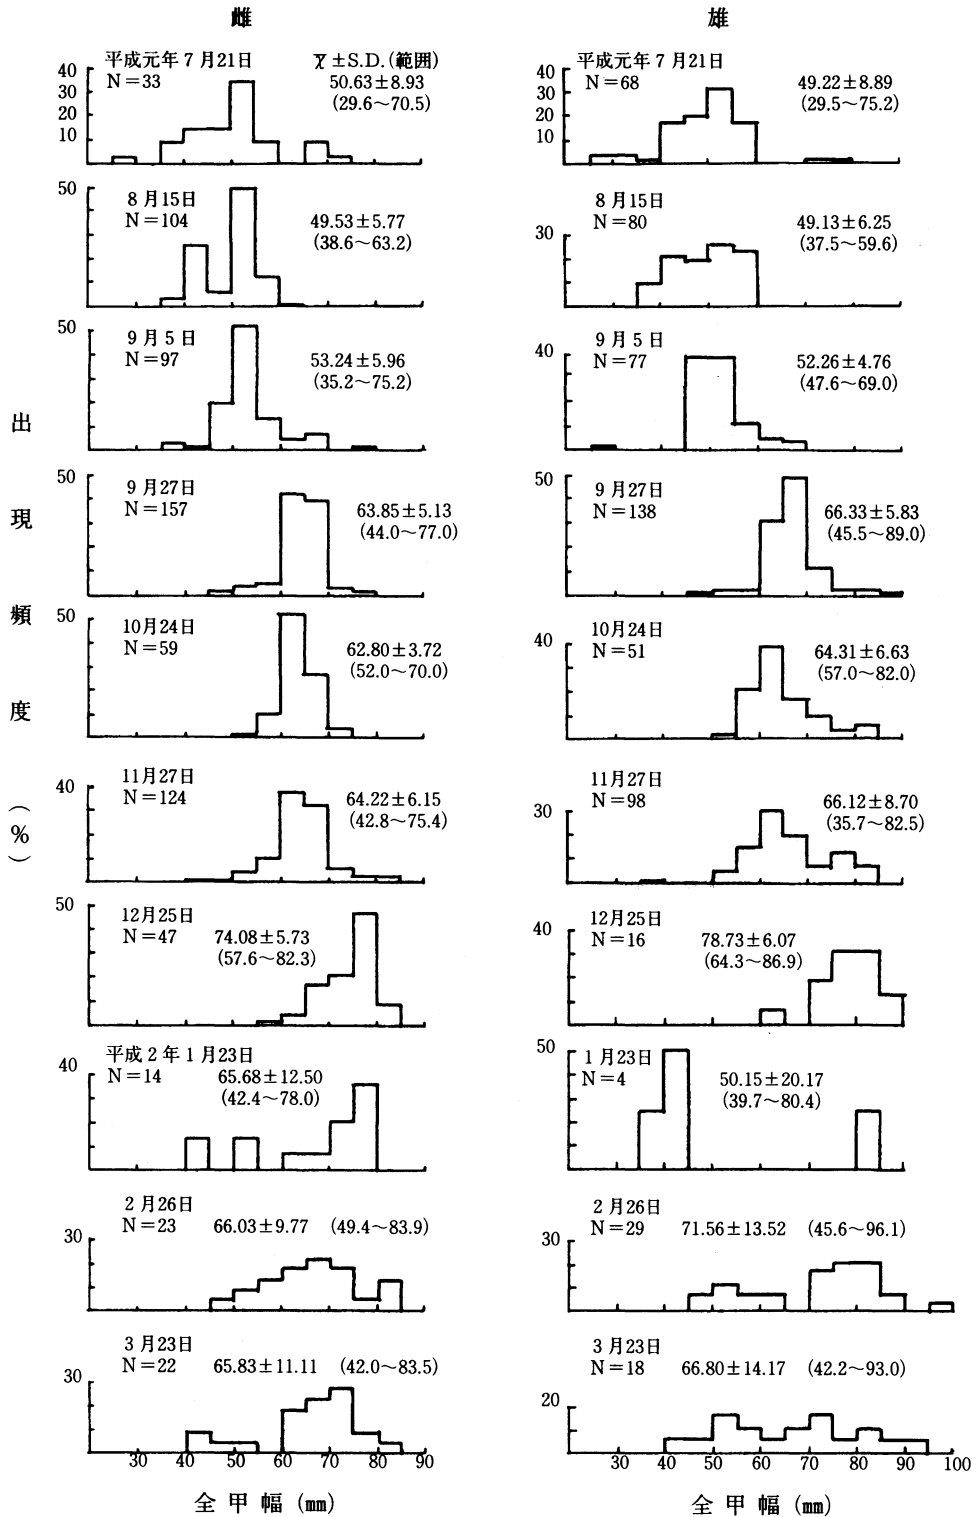 雌
平成元年7月21日
N=33
χ̄±S.D.(範囲)
50.63±8.93
(29.6~70.5)
40
30
20
10
8月15日
N=104
49.53±5.77
(38.6~63.2)
50
9月5日
N=97
53.24±5.96
(35.2~75.2)
50
9月27日
N=157
63.85±5.13
(44.0~77.0)
50
10月24日
N=59
62.80±3.72
(52.0~70.0)
50
11月27日
N=124
64.22±6.15
(42.8~75.4)
40
12月25日
N=47
74.08±5.73
(57.6~82.3)
50
平成2年1月23日
N=14
65.68±12.50
(42.4~78.0)
40
2月26日
N=23 66.03±9.77 (49.4~83.9)
30
3月23日
N=22 65.83±11.11 (42.0~83.5)
30
30 40 50 60 70 80 90
全甲幅(mm)
出現頻度(%)
雄
平成元年7月21日
N=68
49.22±8.89
(29.5~75.2)
40
30
20
10
8月15日
N=80
49.13±6.25
(37.5~59.6)
30
9月5日
N=77
52.26±4.76
(47.6~69.0)
40
9月27日
N=138
66.33±5.83
(45.5~89.0)
50
10月24日
N=51
64.31±6.63
(57.0~82.0)
40
11月27日
N=98
66.12±8.70
(35.7~82.5)
30
12月25日
N=16
78.73±6.07
(64.3~86.9)
40
1月23日
N=4
50.15±20.17
(39.7~80.4)
50
2月26日
N=29 71.56±13.52 (45.6~96.1)
30
3月23日
N=18 66.80±14.17 (42.2~93.0)
20
30 40 50 60 70 80 90 100
全甲幅(mm)